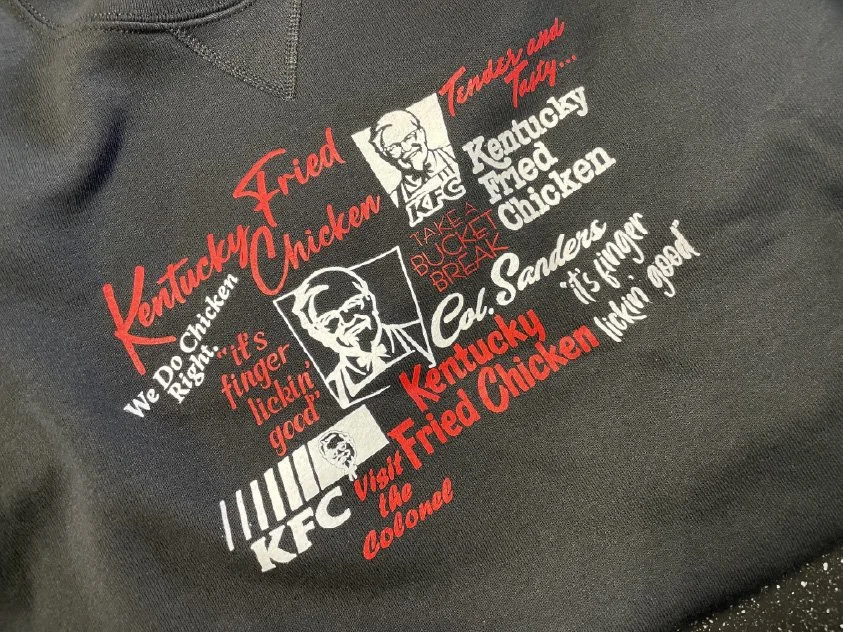 Tender and
Tasty...
Kentucky Fried
Chicken
KFC
Kentucky
Fried
Chicken
TAKE A
BUCKET
BREAK
We Do Chicken
Right.
"it's
finger
lickin'
good"
Col. Sanders
"it's finger
lickin' good"
Kentucky
Fried Chicken
KFC
Visit
the
Colonel